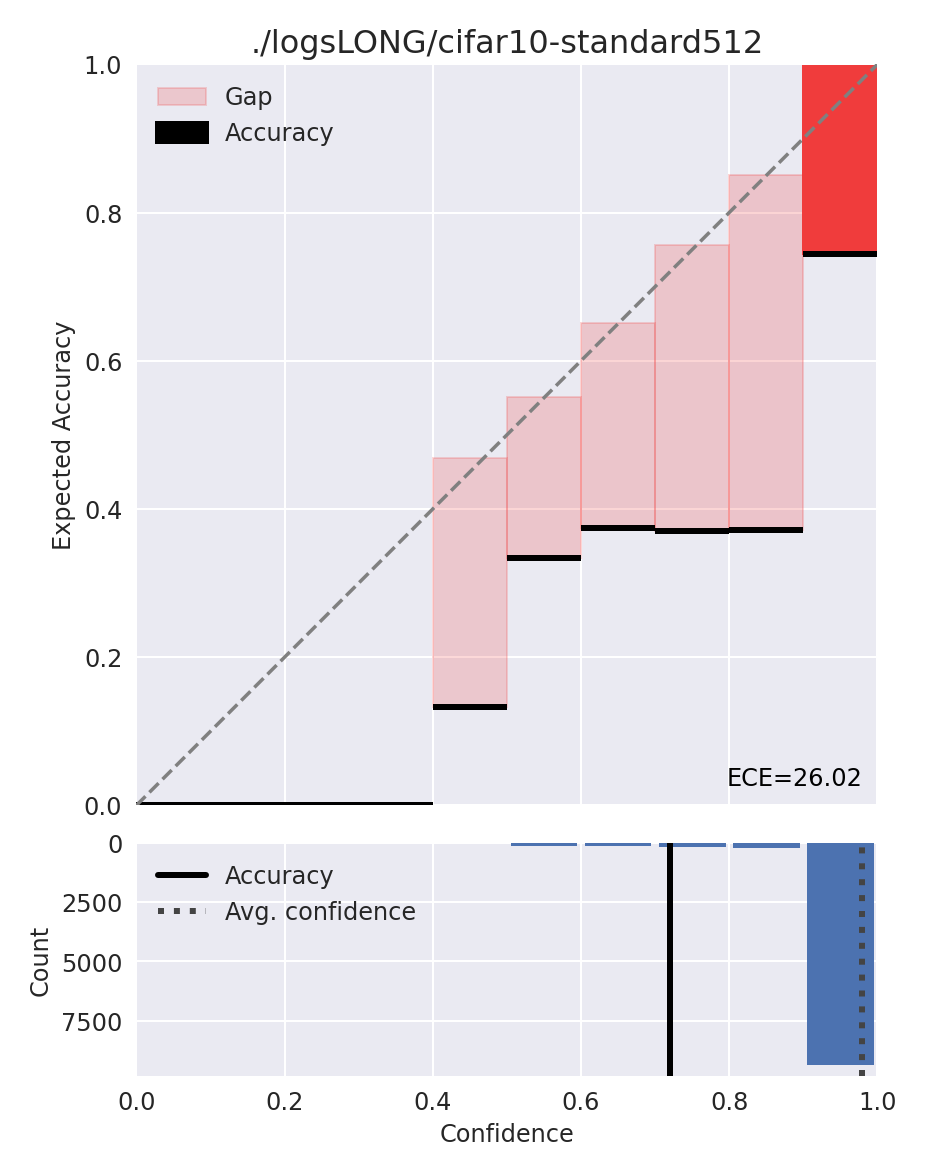 ./logsLONG/cifar10-standard512
1.0
Gap
Accuracy
0.8
0.6
Expected Accuracy
0.4
0.2
ECE=26.02
0.0
0
Accuracy
2500
Avg. confidence
Count
5000
7500
0.0 0.2 0.4 0.6 0.8 1.0
Confidence